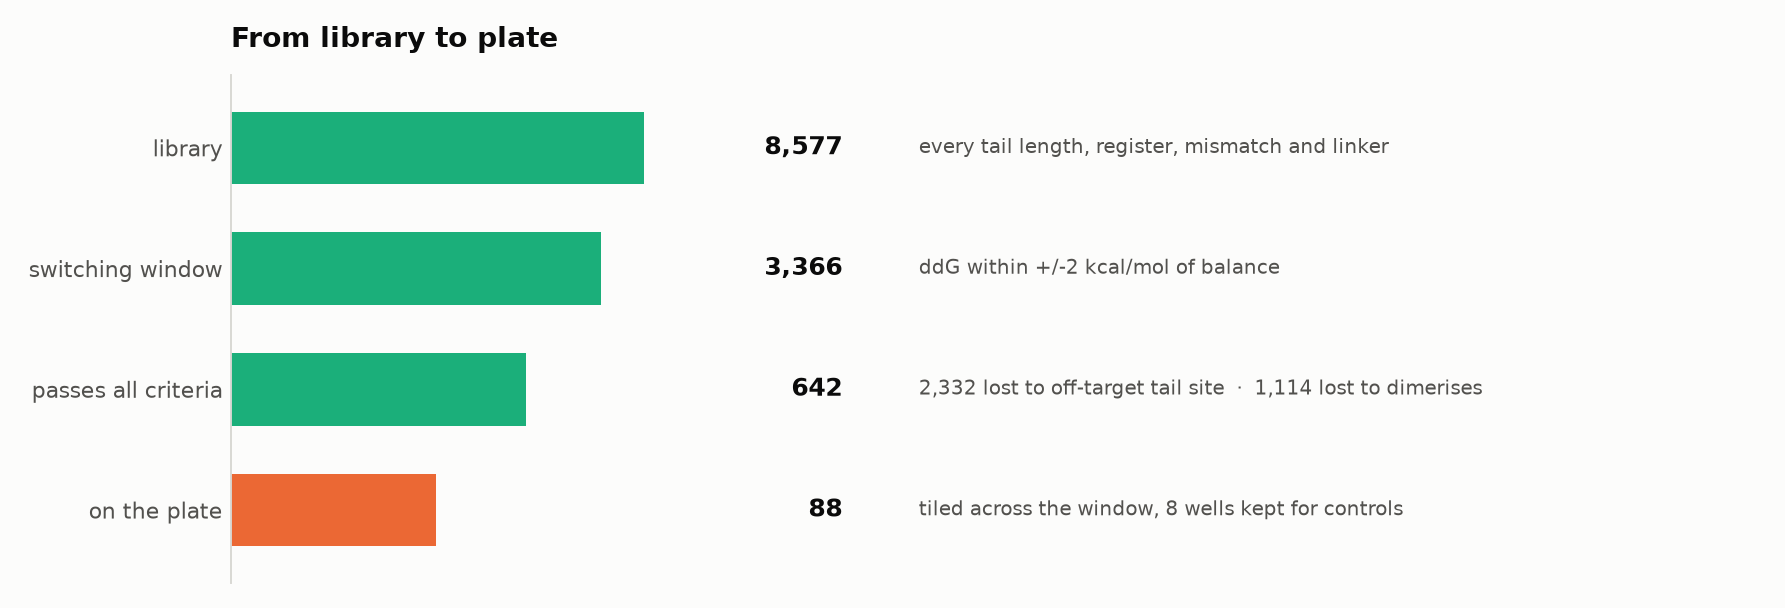 From library to plate
library 8,577 every tail length, register, mismatch and linker
switching window 3,366 ddG within +/-2 kcal/mol of balance
passes all criteria 642 2,332 lost to off-target tail site · 1,114 lost to dimerises
on the plate 88 tiled across the window, 8 wells kept for controls